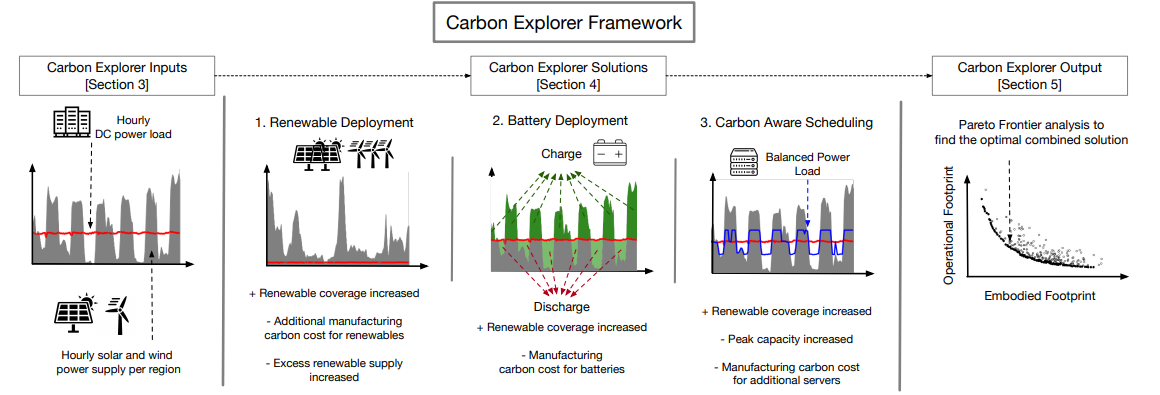 Carbon Explorer Framework
Carbon Explorer Inputs
[Section 3]
Carbon Explorer Solutions
[Section 4]
Carbon Explorer Output
[Section 5]
Hourly
DC power load
Hourly solar and wind
power supply per region
1. Renewable Deployment
+ Renewable coverage increased
- Additional manufacturing
carbon cost for renewables
- Excess renewable supply
increased
2. Battery Deployment
Charge
- +
Discharge
+ Renewable coverage increased
- Manufacturing
carbon cost for batteries
3. Carbon Aware Scheduling
Balanced Power
Load
+ Renewable coverage increased
- Peak capacity increased
- Manufacturing carbon cost
for additional servers
Pareto Frontier analysis to
find the optimal combined solution
Operational Footprint
Embodied Footprint